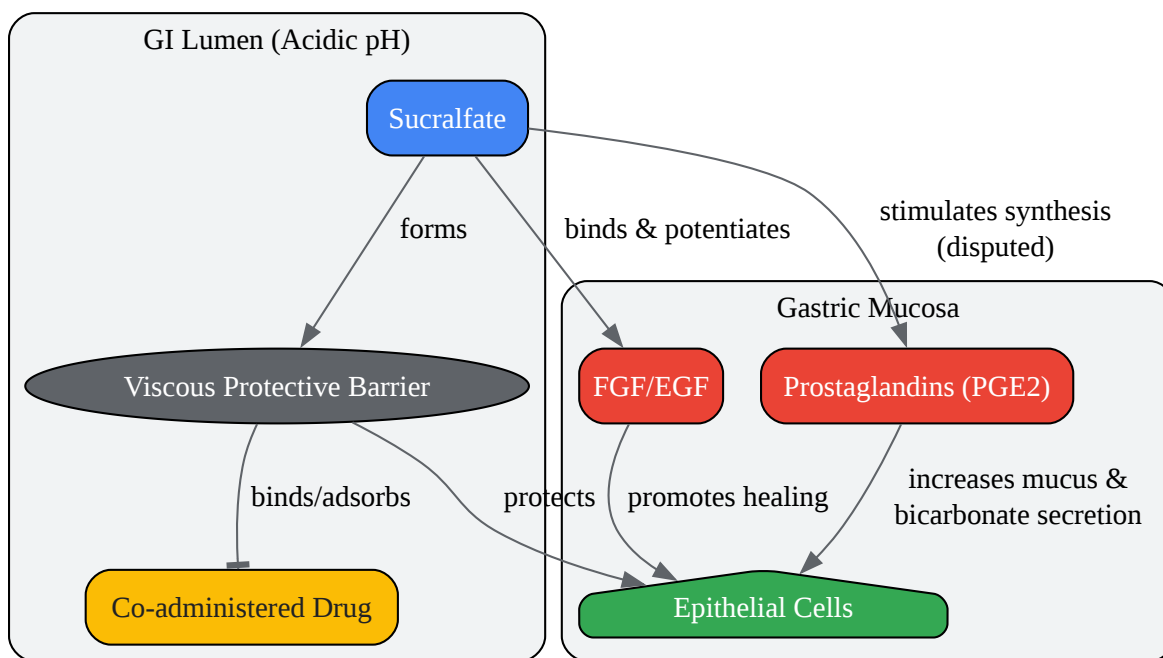 GI Lumen (Acidic pH)
Sucralfate
forms
binds & potentiates
stimulates synthesis
(disputed)
Gastric Mucosa
Viscous Protective Barrier
FGF/EGF
Prostaglandins (PGE2)
binds/adsorbs
protects
promotes healing
increases mucus &
bicarbonate secretion
Co-administered Drug
Epithelial Cells